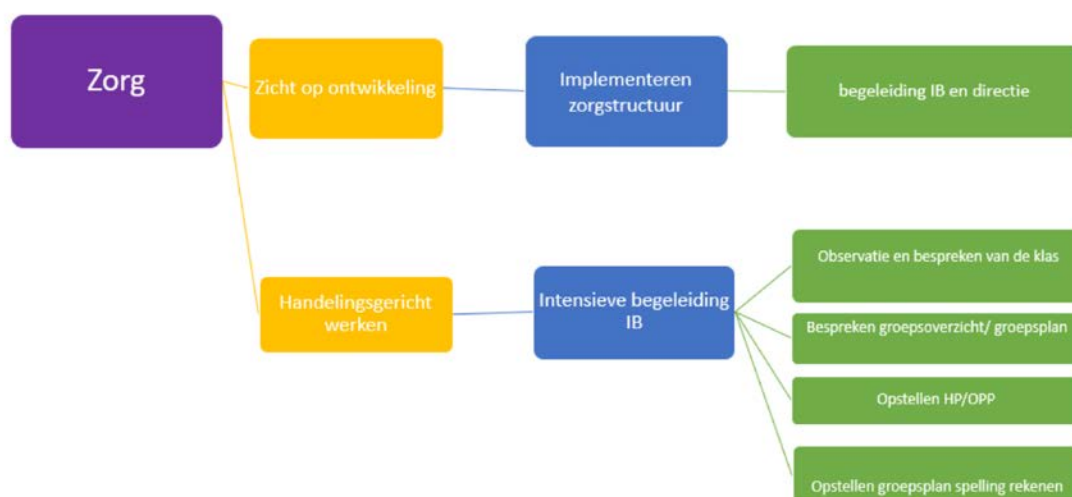 Zorg
Zicht op ontwikkeling
Implementeren
zorgstructuur
begeleiding IB en directie
Handelingsgericht
werken
Intensieve begeleiding
IB
Observatie en bespreken van de klas
Bespreken groepsoverzicht/ groepsplan
Opstellen HP/OPP
Opstellen groepsplan spelling rekenen